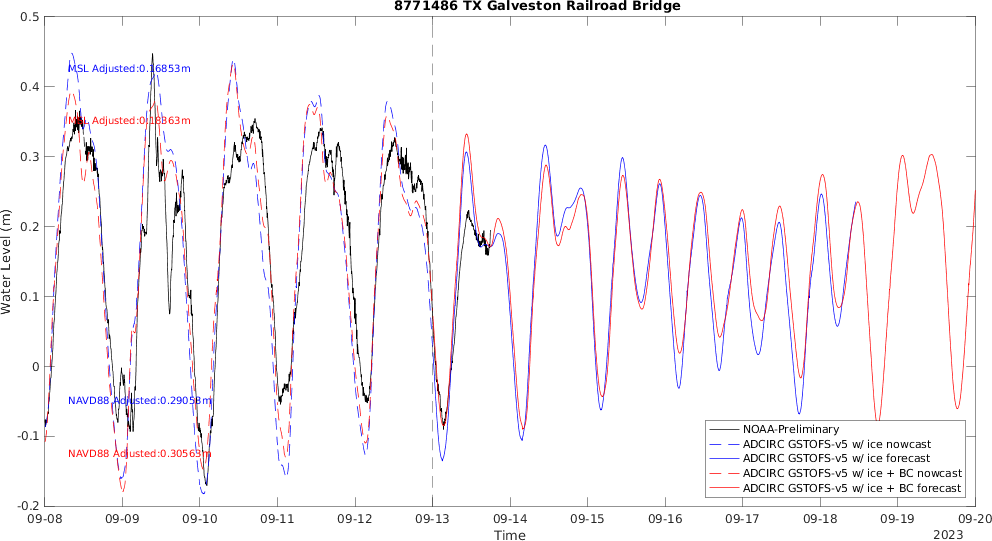 8771486 TX Galveston Railroad Bridge
0.5
0.4
0.3
0.2
0.1
0
-0.1
-0.2
Water Level (m)
MSL Adjusted:0.16853m
MSL Adjusted:0.18363m
NAVD88 Adjusted:0.29053m
NAVD88 Adjusted:0.30563m
NOAA-Preliminary
ADCIRC GSTOFS-v5 w/ ice nowcast
ADCIRC GSTOFS-v5 w/ ice forecast
ADCIRC GSTOFS-v5 w/ ice + BC nowcast
ADCIRC GSTOFS-v5 w/ ice + BC forecast
09-08 09-09 09-10 09-11 09-12 09-13 09-14 09-15 09-16 09-17 09-18 09-19 09-20
Time
2023